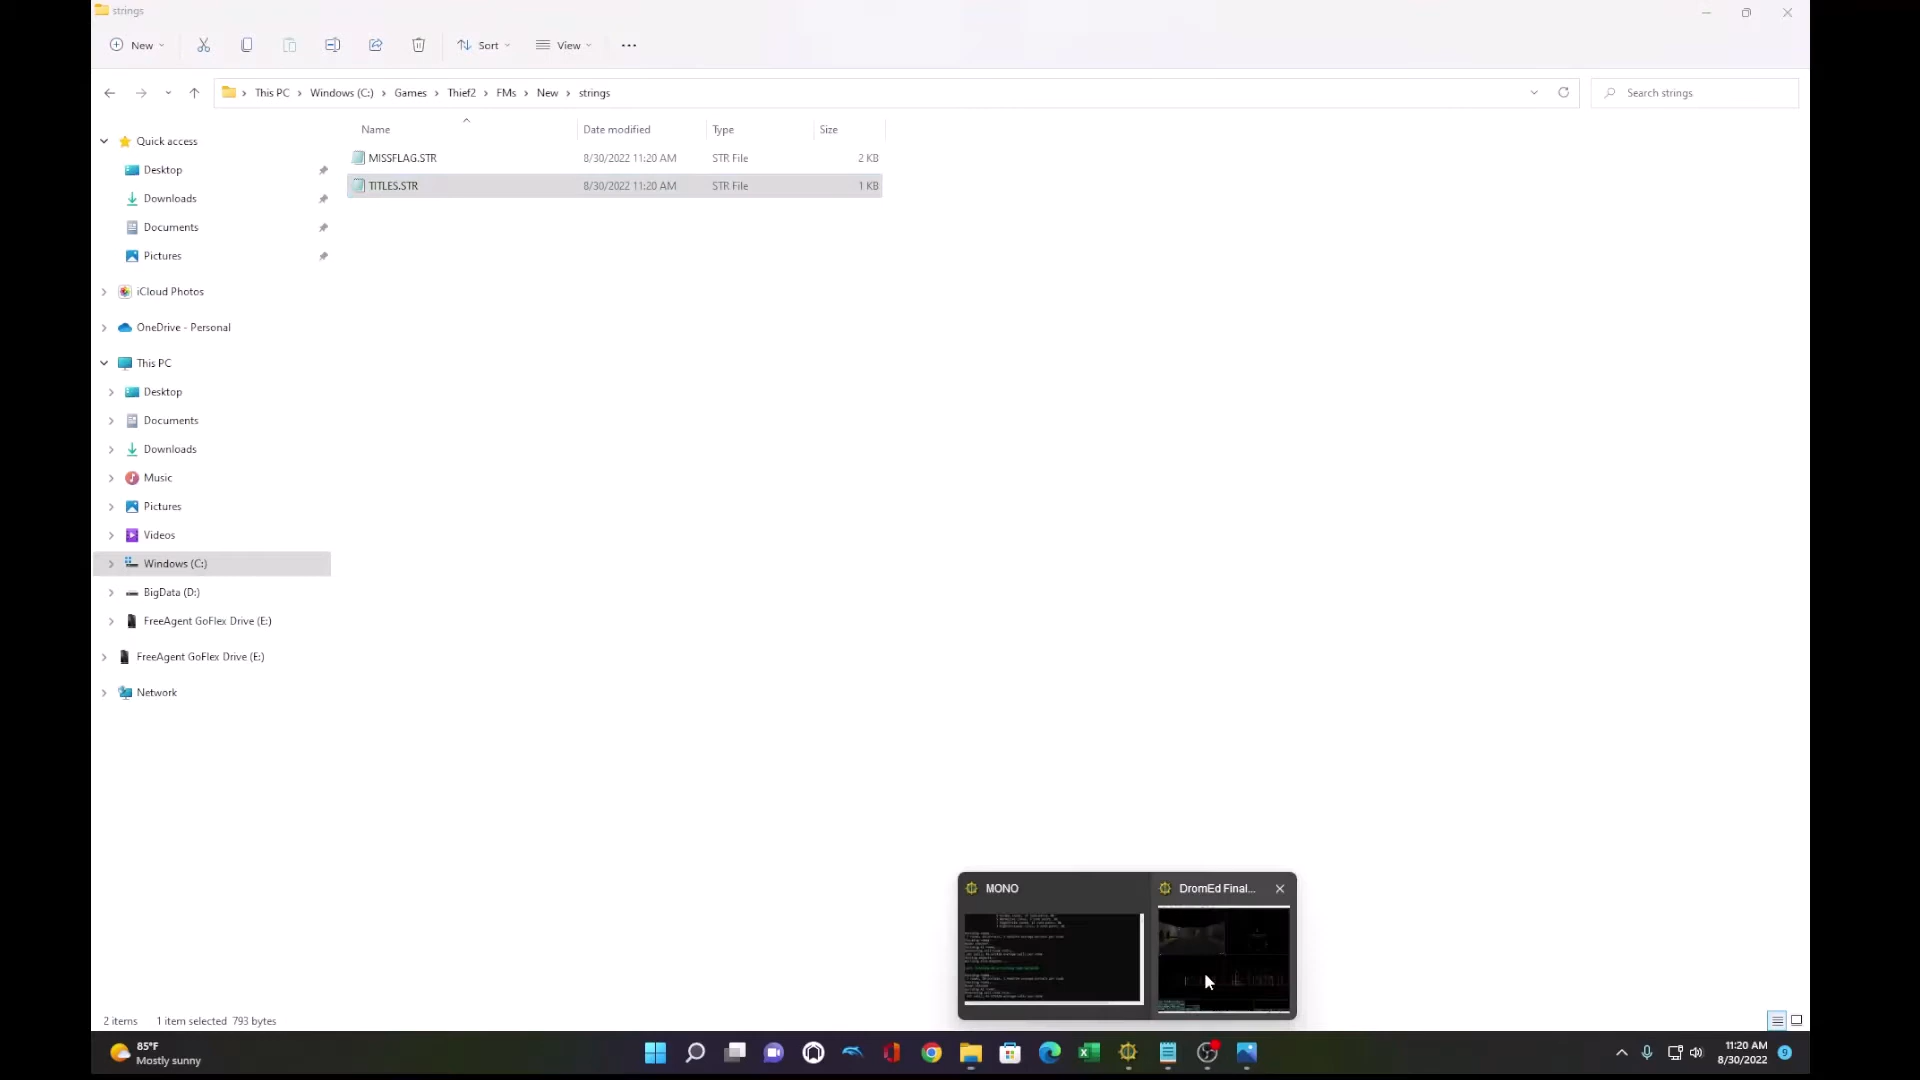 strings
New
Sort
View
This PC
Windows (C:)
Games
Thief2
FMs
New
strings
Search strings
Name
Date modified
Type
Size
MISSFLAG.STR 8/30/2022 11:20 AM STR File 2 KB
TITLES.STR 8/30/2022 11:20 AM STR File 1 KB
Quick access
Desktop
Downloads
Documents
Pictures
iCloud Photos
OneDrive - Personal
This PC
Desktop
Documents
Downloads
Music
Pictures
Videos
Windows (C:)
BigData (D:)
FreeAgent GoFlex Drive (E:)
FreeAgent GoFlex Drive (E:)
Network
MONO
DromEd Final...
2 items 1 item selected 793 bytes
85°F
Mostly sunny
11:20 AM
8/30/2022
9